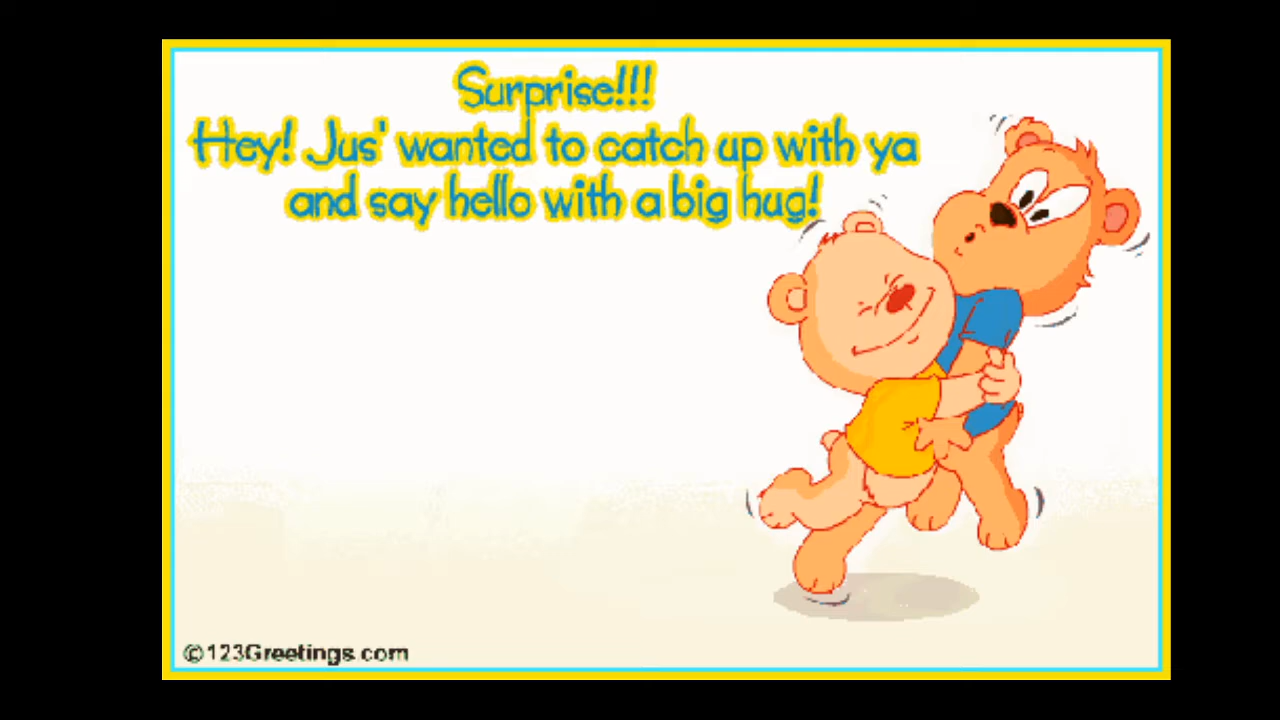 Surprise!!!
Hey! Jus' wanted to catch up with ya
and say hello with a big hug!
©123Greetings.com